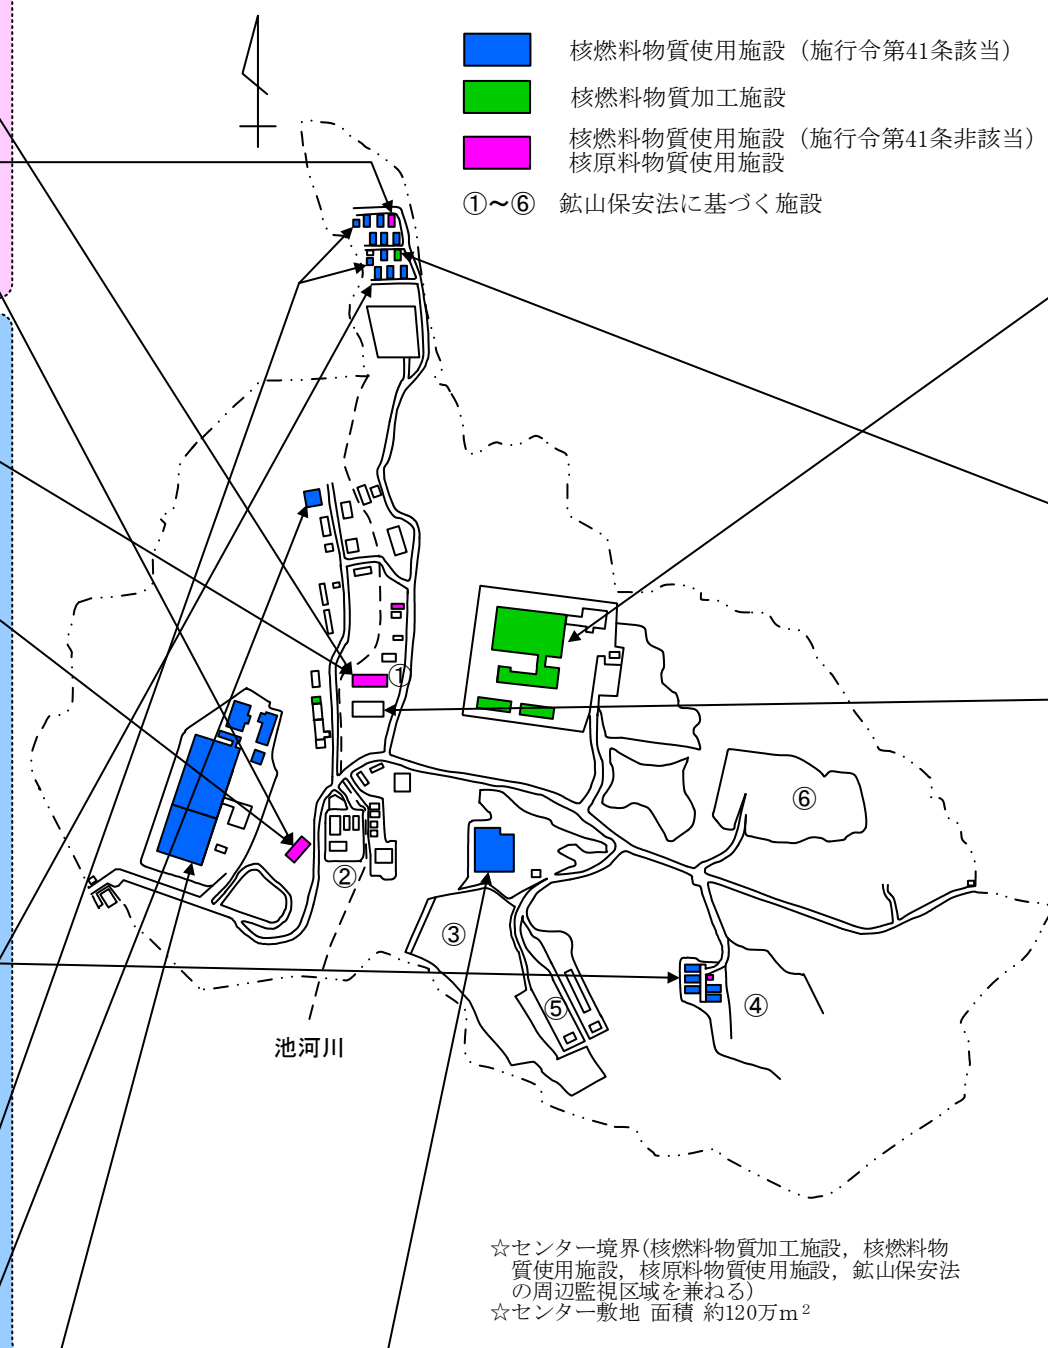 核燃料物質使用施設（施行令第41条該当）
核燃料物質加工施設
核燃料物質使用施設（施行令第41条非該当）
核原料物質使用施設
①～⑥　鉱山保安法に基づく施設
①
⑥
②
③
④
⑤
池河川
☆センター境界(核燃料物質加工施設，核燃料物
質使用施設，核原料物質使用施設，鉱山保安法
の周辺監視区域を兼ねる)
☆センター敷地 面積 約120万m²